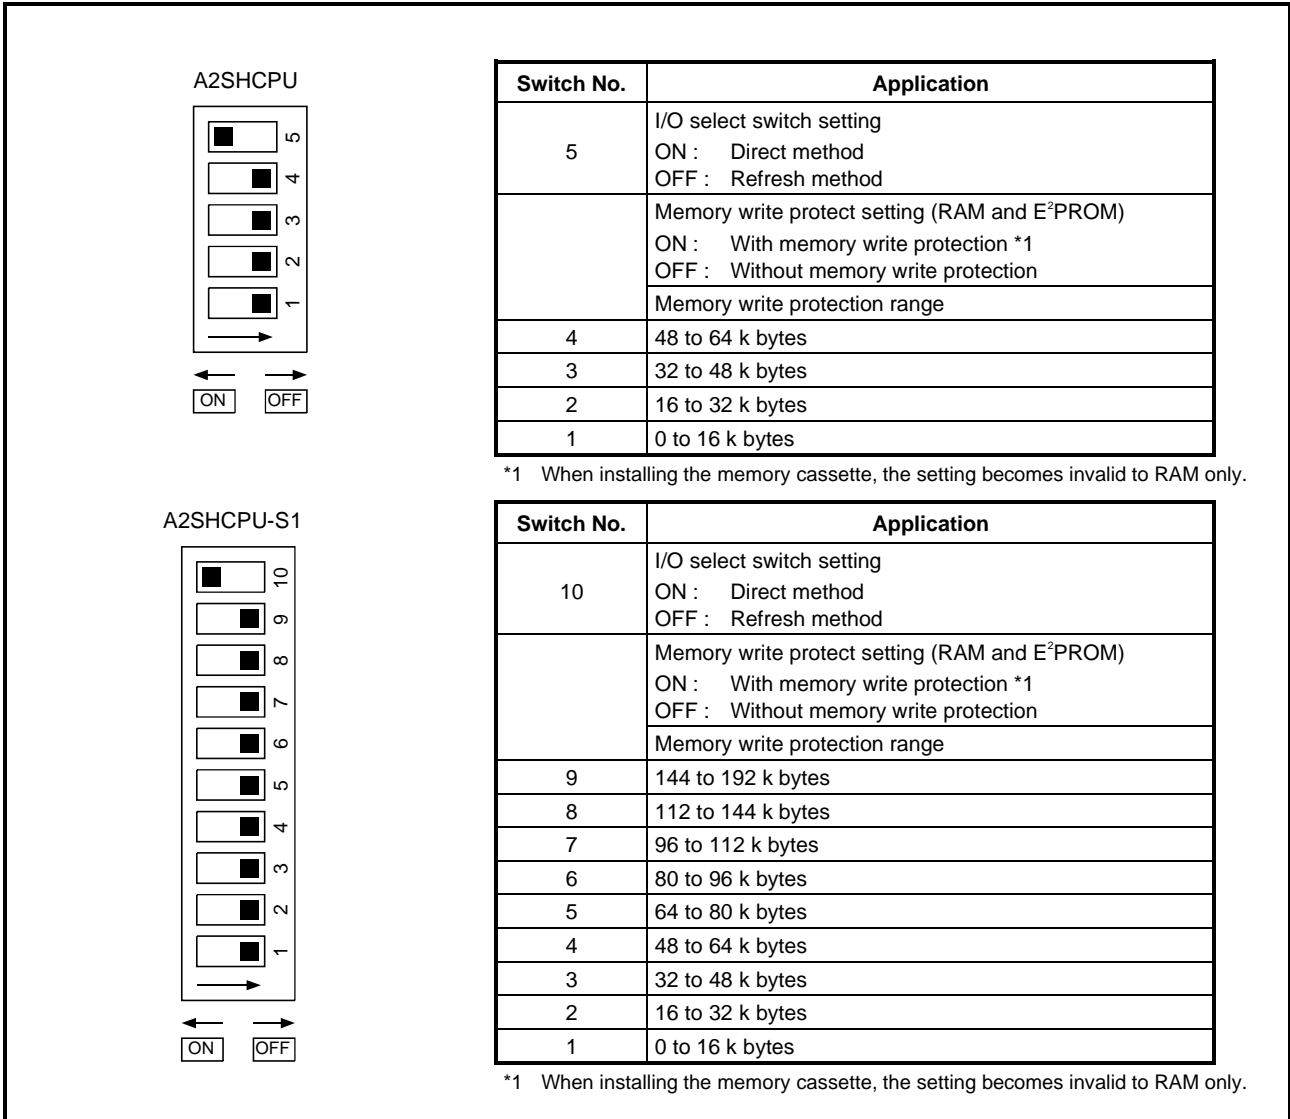 A2SHCPU
5
4
3
2
1
ON OFF
Switch No. Application
5
I/O select switch setting
ON : Direct method
OFF : Refresh method
Memory write protect setting (RAM and E²PROM)
ON : With memory write protection *1
OFF : Without memory write protection
Memory write protection range
4 48 to 64 k bytes
3 32 to 48 k bytes
2 16 to 32 k bytes
1 0 to 16 k bytes
*1 When installing the memory cassette, the setting becomes invalid to RAM only.
A2SHCPU-S1
10
9
8
7
6
5
4
3
2
1
ON OFF
Switch No. Application
10
I/O select switch setting
ON : Direct method
OFF : Refresh method
Memory write protect setting (RAM and E²PROM)
ON : With memory write protection *1
OFF : Without memory write protection
Memory write protection range
9 144 to 192 k bytes
8 112 to 144 k bytes
7 96 to 112 k bytes
6 80 to 96 k bytes
5 64 to 80 k bytes
4 48 to 64 k bytes
3 32 to 48 k bytes
2 16 to 32 k bytes
1 0 to 16 k bytes
*1 When installing the memory cassette, the setting becomes invalid to RAM only.